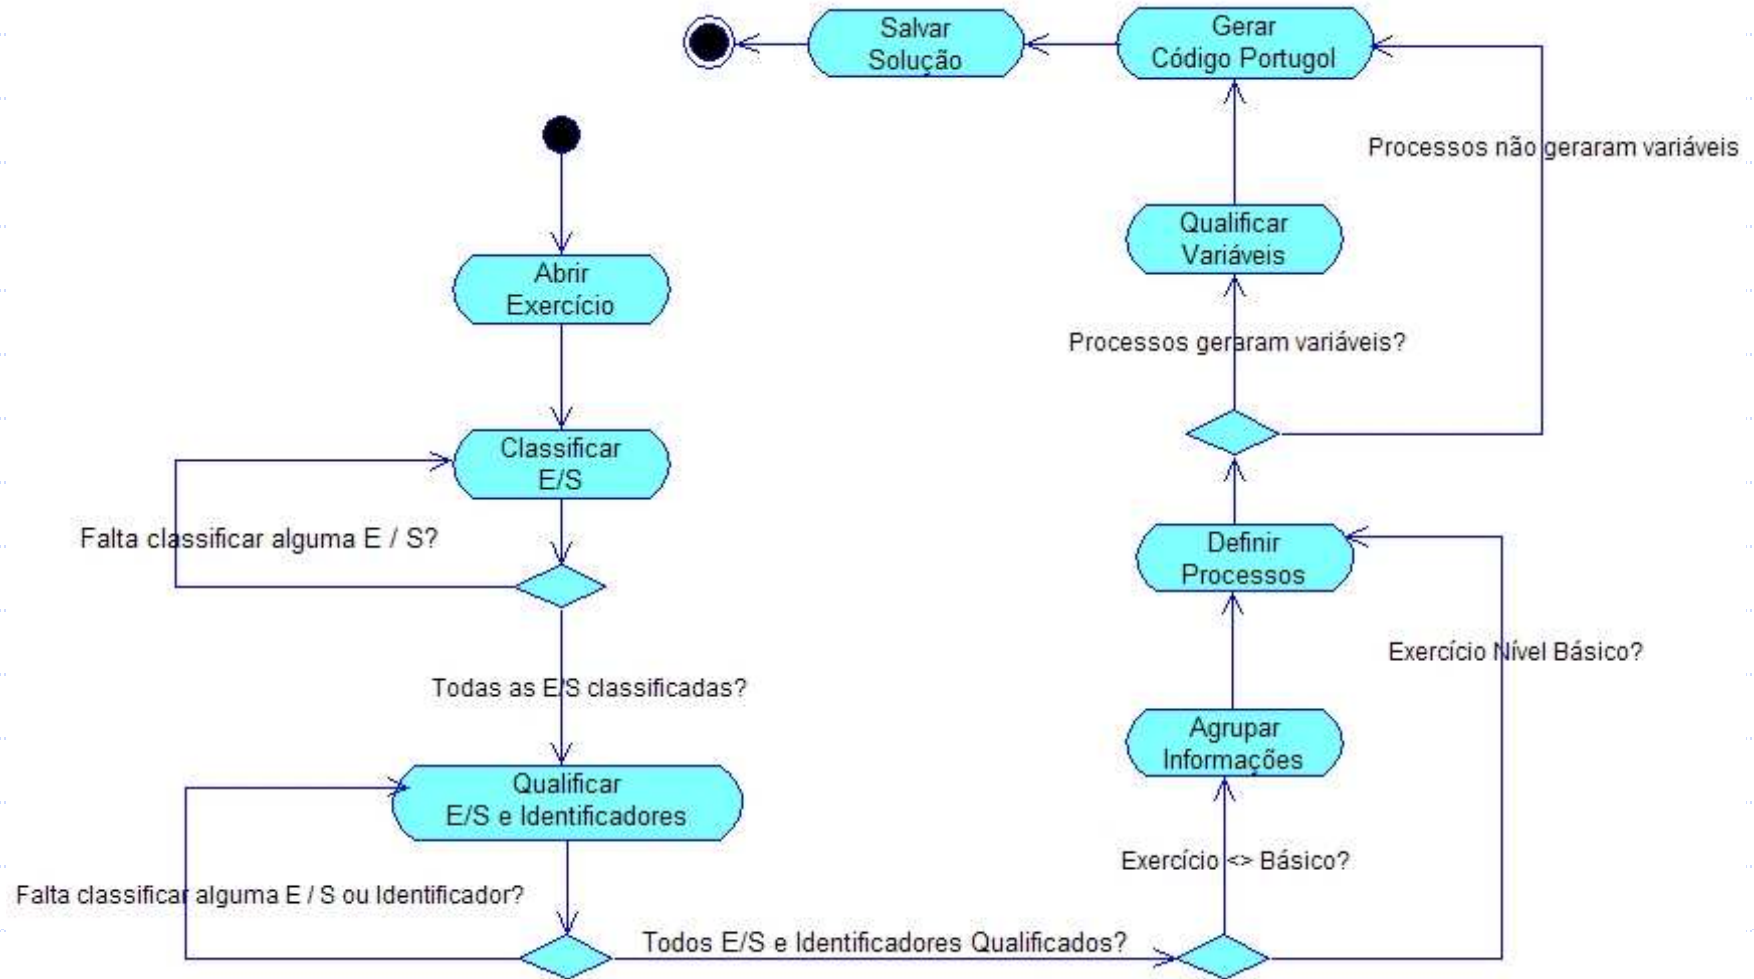 Salvar
Solução
Gerar
Código Portugol
Processos não geraram variáveis
Qualificar
Variáveis
Abrir
Exercício
Processos geraram variáveis?
Classificar
E/S
Falta classificar alguma E / S?
Definir
Processos
Exercício Nível Básico?
Todas as E/S classificadas?
Agrupar
Informações
Qualificar
E/S e Identificadores
Exercício <> Básico?
Falta classificar alguma E / S ou Identificador?
Todos E/S e Identificadores Qualificados?